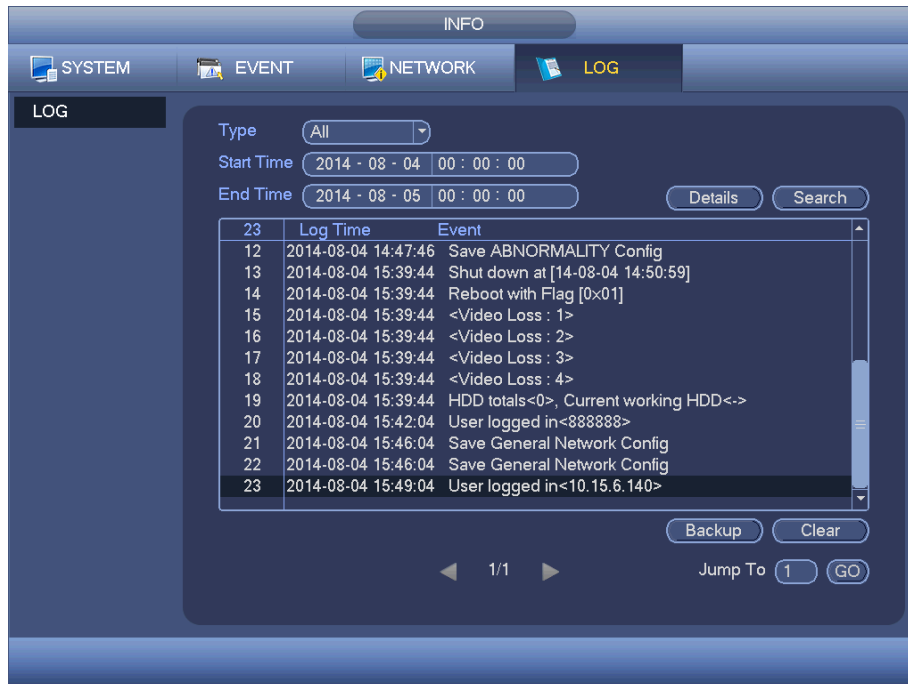 INFO
SYSTEM EVENT NETWORK LOG
LOG
Type All
Start Time 2014 - 08 - 04 00 : 00 : 00
End Time 2014 - 08 - 05 00 : 00 : 00 Details Search
23 Log Time Event
12 2014-08-04 14:47:46 Save ABNORMALITY Config
13 2014-08-04 15:39:44 Shut down at [14-08-04 14:50:59]
14 2014-08-04 15:39:44 Reboot with Flag [0x01]
15 2014-08-04 15:39:44 <Video Loss : 1>
16 2014-08-04 15:39:44 <Video Loss : 2>
17 2014-08-04 15:39:44 <Video Loss : 3>
18 2014-08-04 15:39:44 <Video Loss : 4>
19 2014-08-04 15:39:44 HDD totals<0>, Current working HDD<->
20 2014-08-04 15:42:04 User logged in<888888>
21 2014-08-04 15:46:04 Save General Network Config
22 2014-08-04 15:46:04 Save General Network Config
23 2014-08-04 15:49:04 User logged in<10.15.6.140>
Backup Clear
1/1 Jump To 1 GO